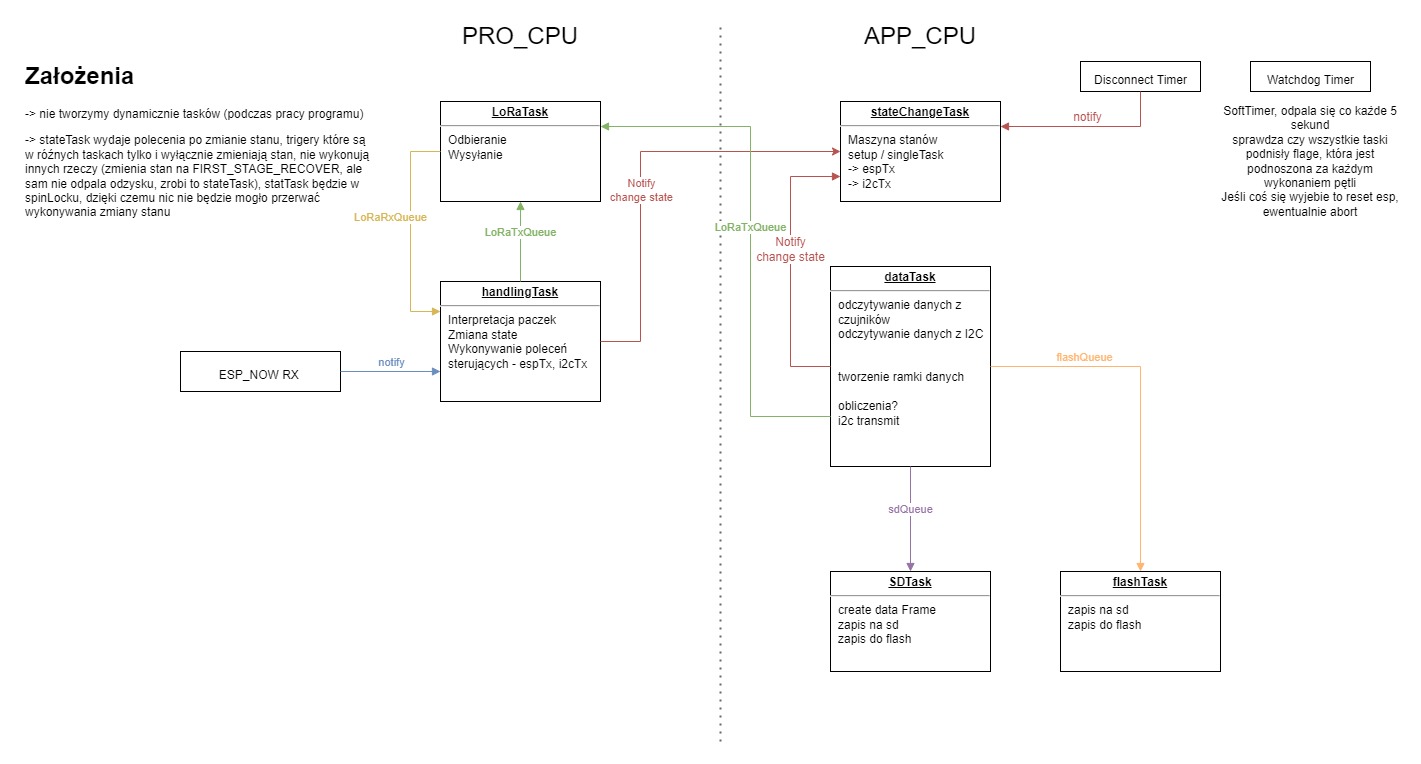 PRO_CPU
APP_CPU
Założenia
-> nie tworzymy dynamicznie tasków (podczas pracy programu)
-> stateTask wydaje polecenia po zmianie stanu, trigery które są
w różnych taskach tylko i wyłącznie zmieniają stan, nie wykonują
innych rzeczy (zmienia stan na FIRST_STAGE_RECOVER, ale
sam nie odpala odzysku, zrobi to stateTask), statTask będzie w
spinLocku, dzięki czemu nic nie będzie mogło przerwać
wykonywania zmiany stanu
LoRaTask
Odbieranie
Wysyłanie
LoRaRxQueue
LoRaTxQueue
Notify
change state
handlingTask
Interpretacja paczek
Zmiana state
Wykonywanie poleceń
sterujących - espTx, i2cTx
ESP_NOW RX
notify
stateChangeTask
Maszyna stanów
setup / singleTask
-> espTx
-> i2cTx
Disconnect Timer
notify
Watchdog Timer
SoftTimer, odpala się co każde 5
sekund
sprawdza czy wszystkie taski
podnisły flage, która jest
podnoszona za każdym
wykonaniem pętli
Jeśli coś się wyjebie to reset esp,
ewentualnie abort
LoRaTxQueue
Notify
change state
dataTask
odczytywanie danych z
czujników
odczytywanie danych z I2C
tworzenie ramki danych
obliczenia?
i2c transmit
flashQueue
sdQueue
SDTask
create data Frame
zapis na sd
zapis do flash
flashTask
zapis na sd
zapis do flash